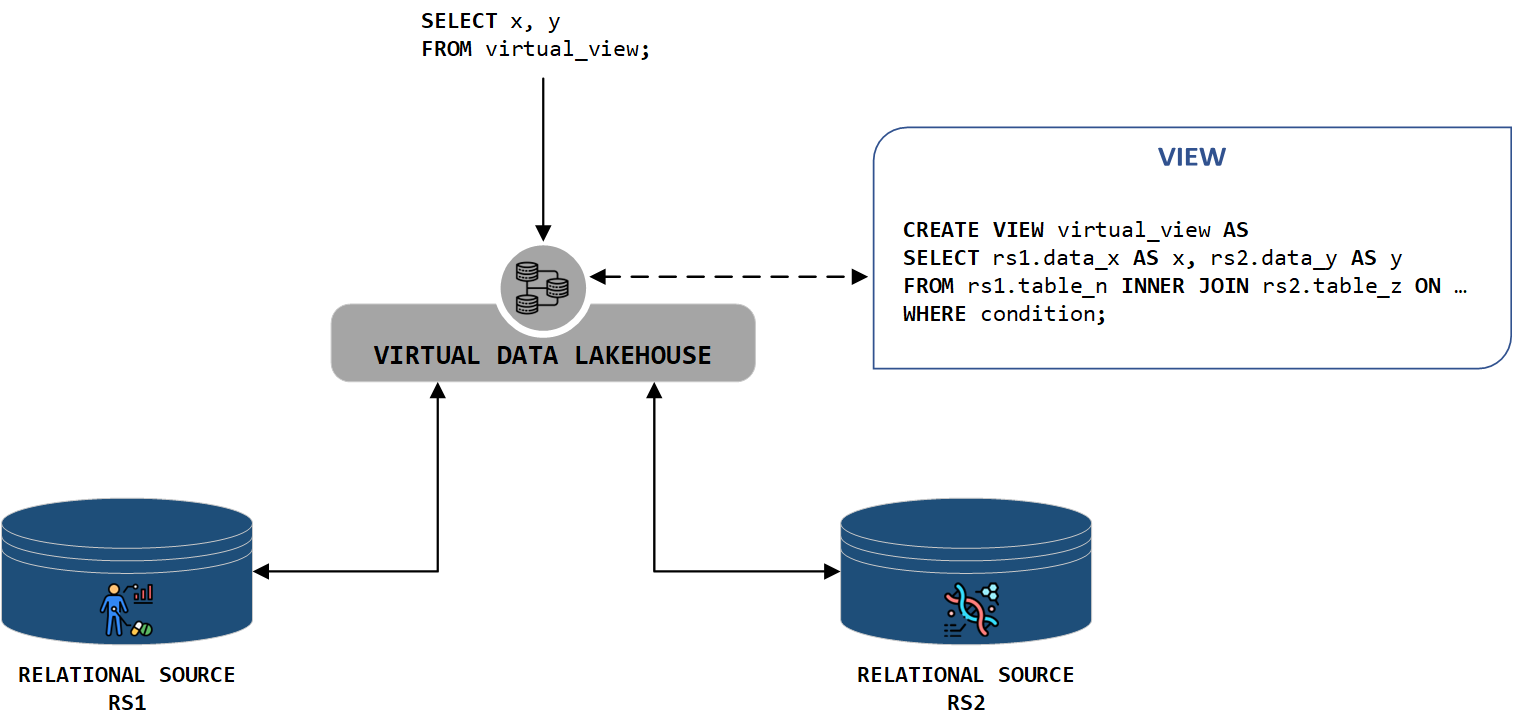 SELECT x, y
FROM virtual_view;
VIEW
CREATE VIEW virtual_view AS
SELECT rs1.data_x AS x, rs2.data_y AS y
FROM rs1.table_n INNER JOIN rs2.table_z ON …
WHERE condition;
VIRTUAL DATA LAKEHOUSE
RELATIONAL SOURCE
RS1
RELATIONAL SOURCE
RS2